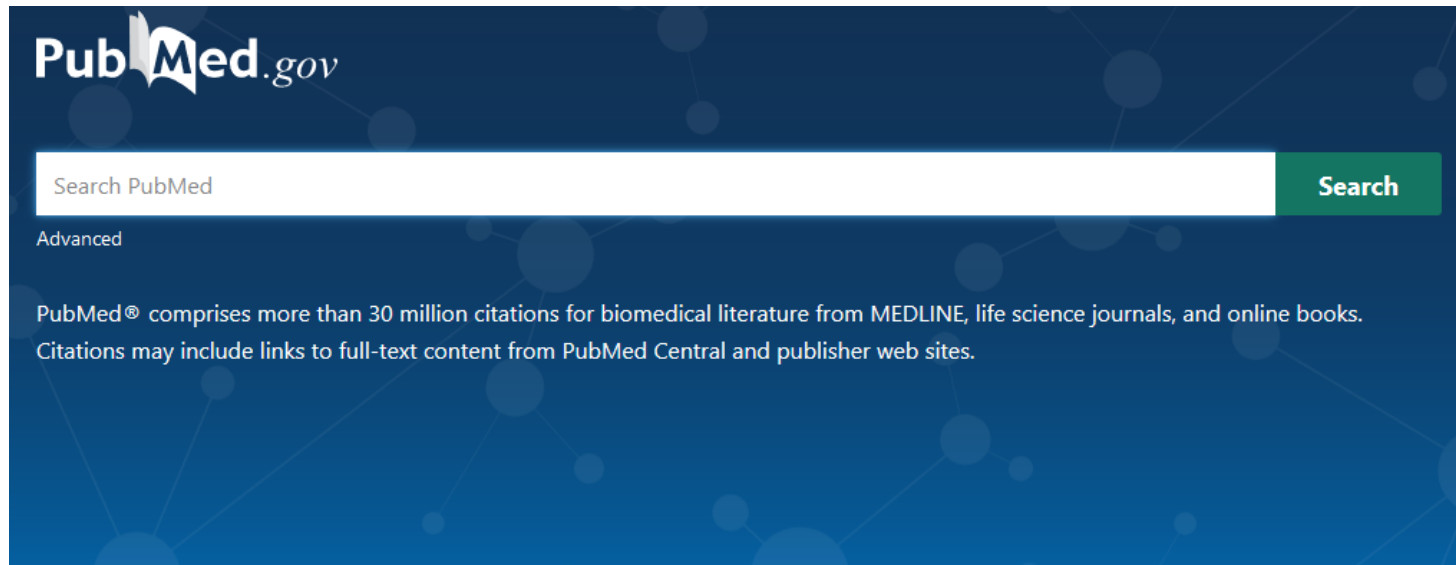 PubMed.gov
Search PubMed
Search
Advanced
PubMed® comprises more than 30 million citations for biomedical literature from MEDLINE, life science journals, and online books.
Citations may include links to full-text content from PubMed Central and publisher web sites.